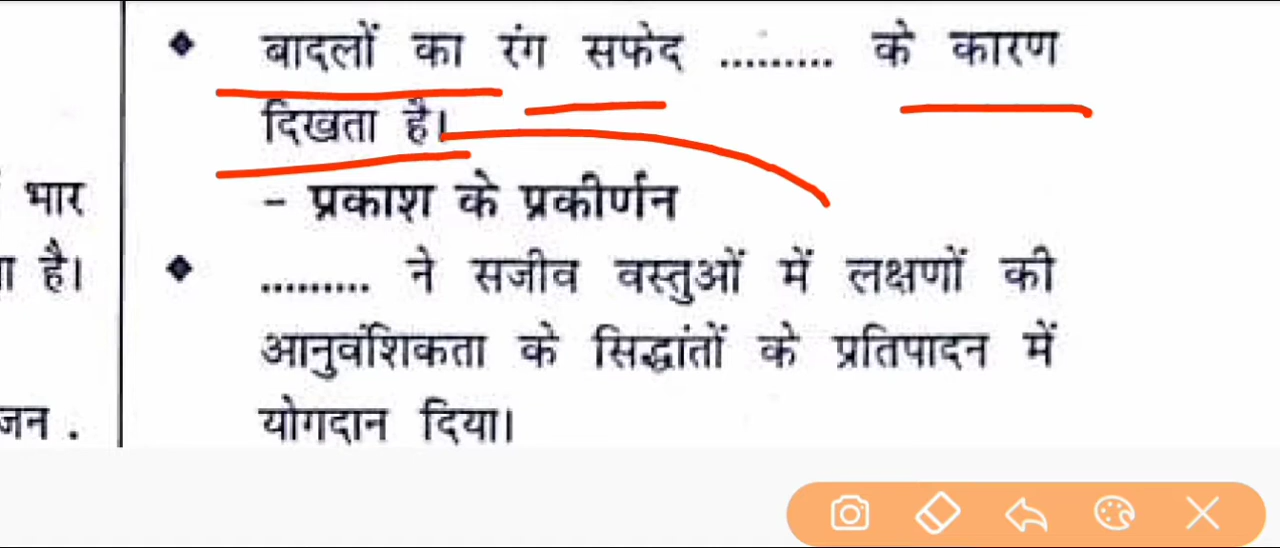 ❖ बादलों का रंग सफेद ......... के कारण
दिखता है।
- प्रकाश के प्रकीर्णन
❖ ......... ने सजीव वस्तुओं में लक्षणों की
आनुवंशिकता के सिद्धांतों के प्रतिपादन में
योगदान दिया।
भार
है।
जन .